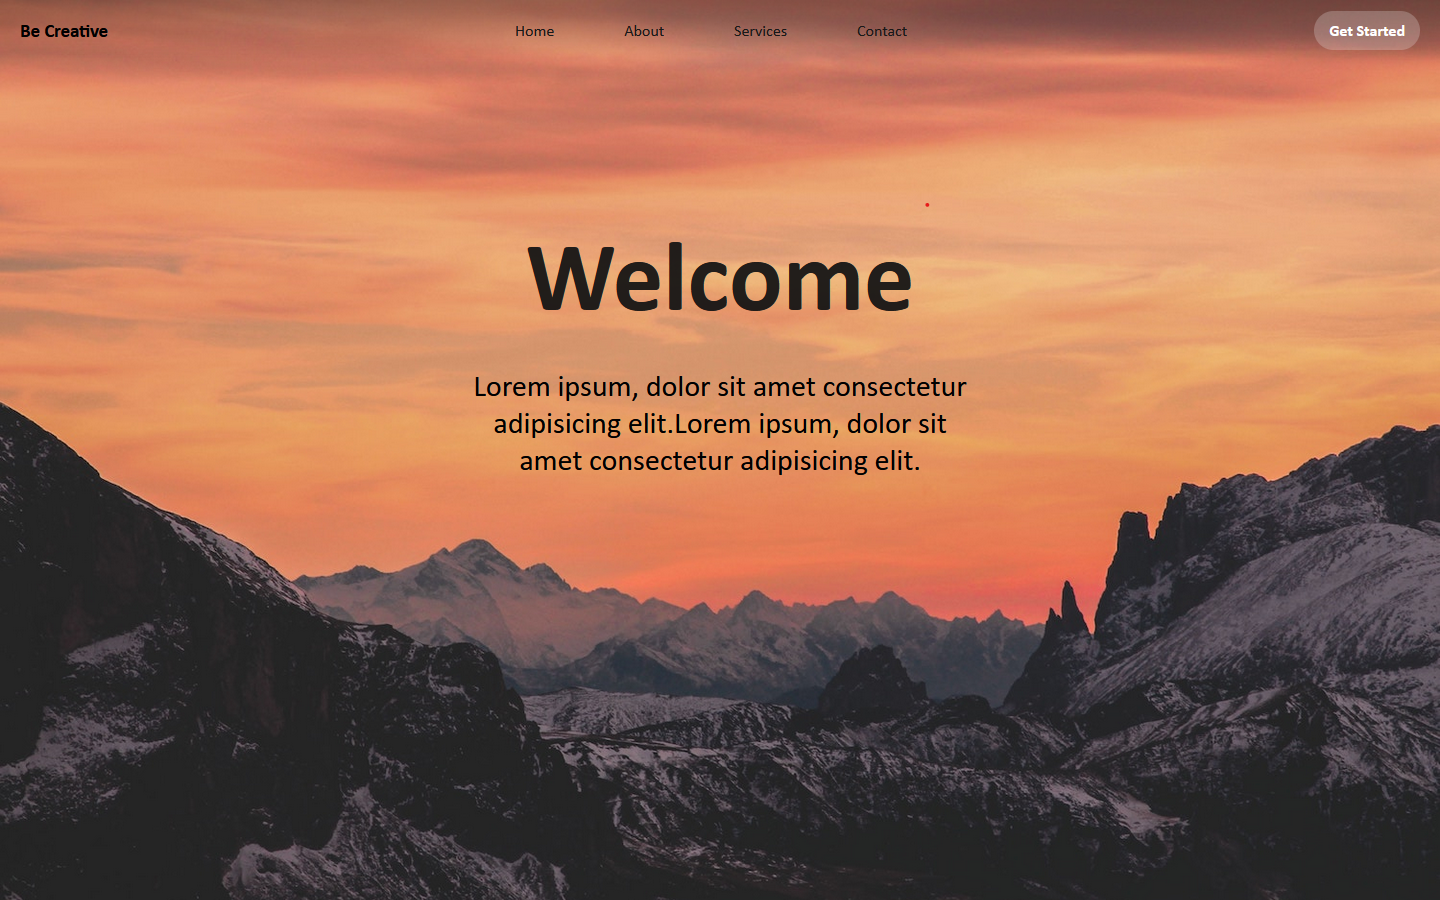 Be Creative
Home
About
Services
Contact
Get Started
Welcome
Lorem ipsum, dolor sit amet consectetur
adipisicing elit.Lorem ipsum, dolor sit
amet consectetur adipisicing elit.